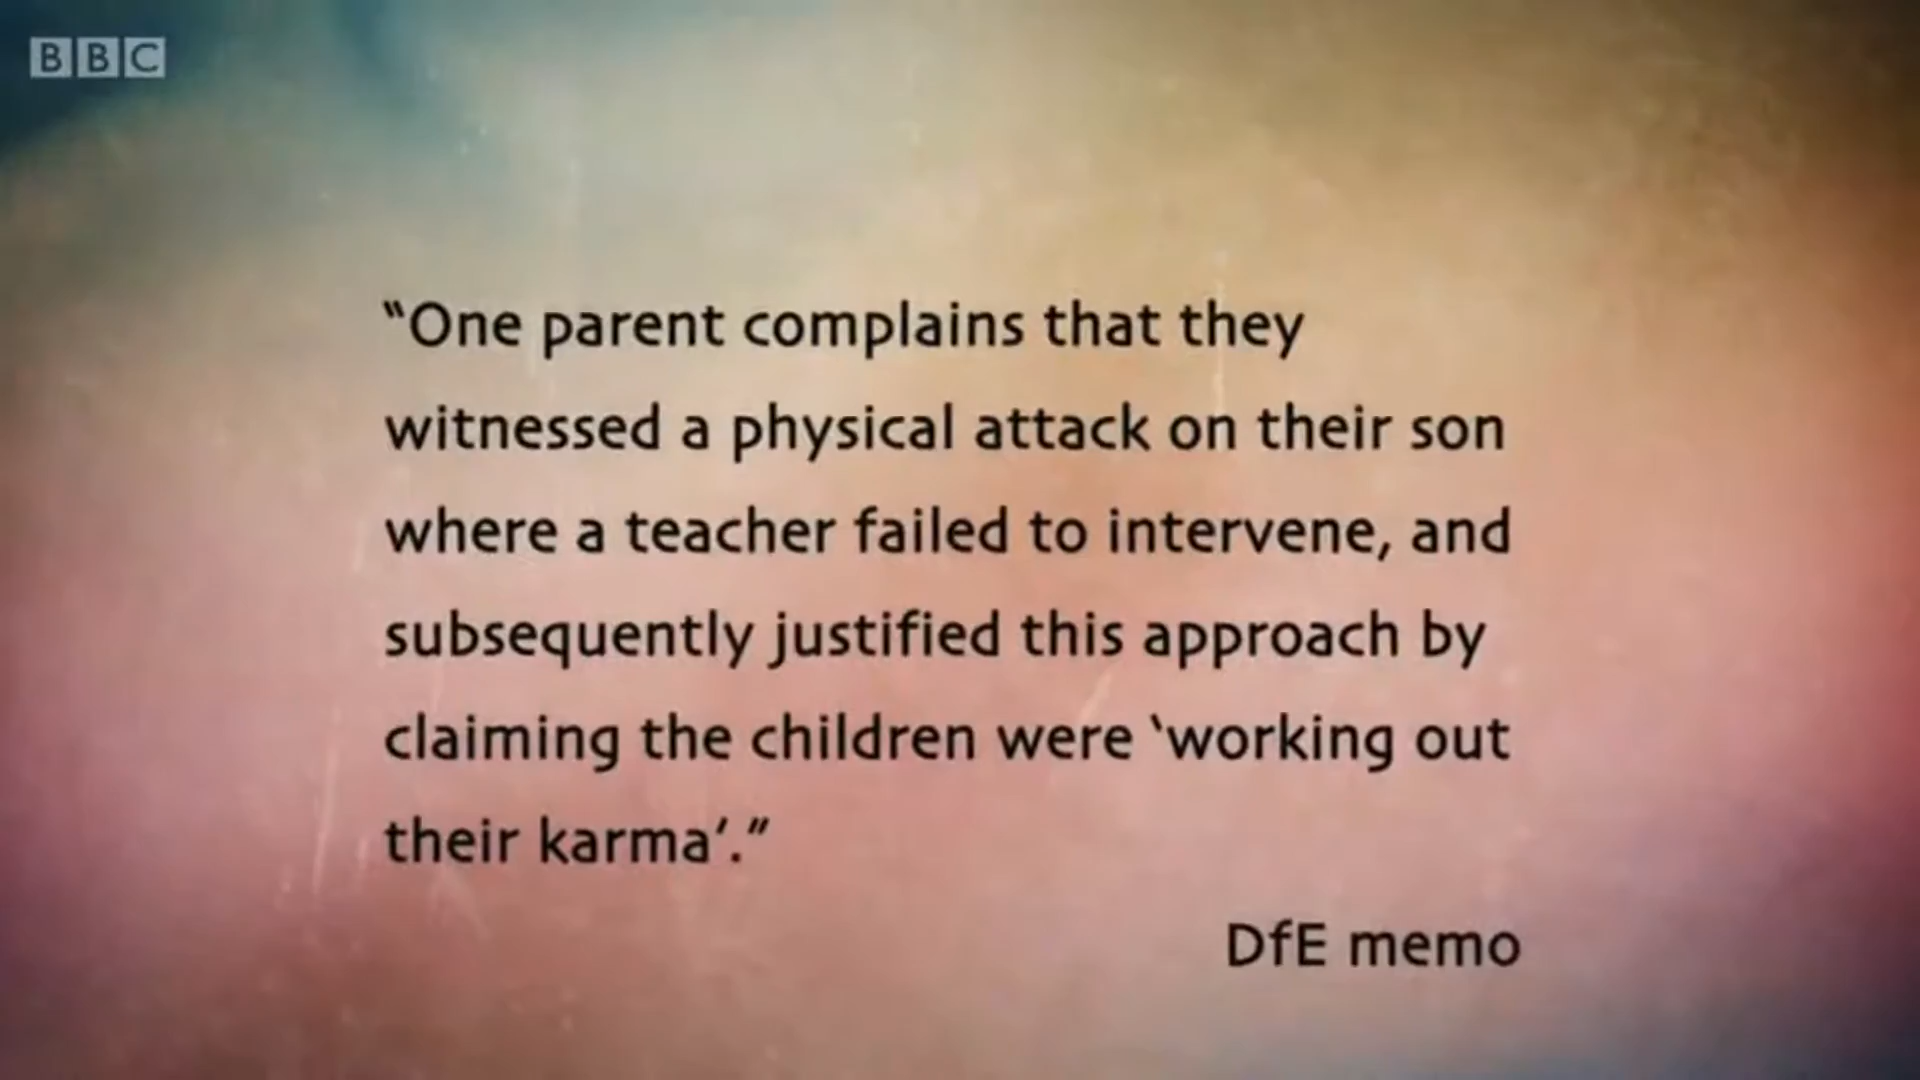 BBC
“One parent complains that they
witnessed a physical attack on their son
where a teacher failed to intervene, and
subsequently justified this approach by
claiming the children were ‘working out
their karma’.”
DfE memo